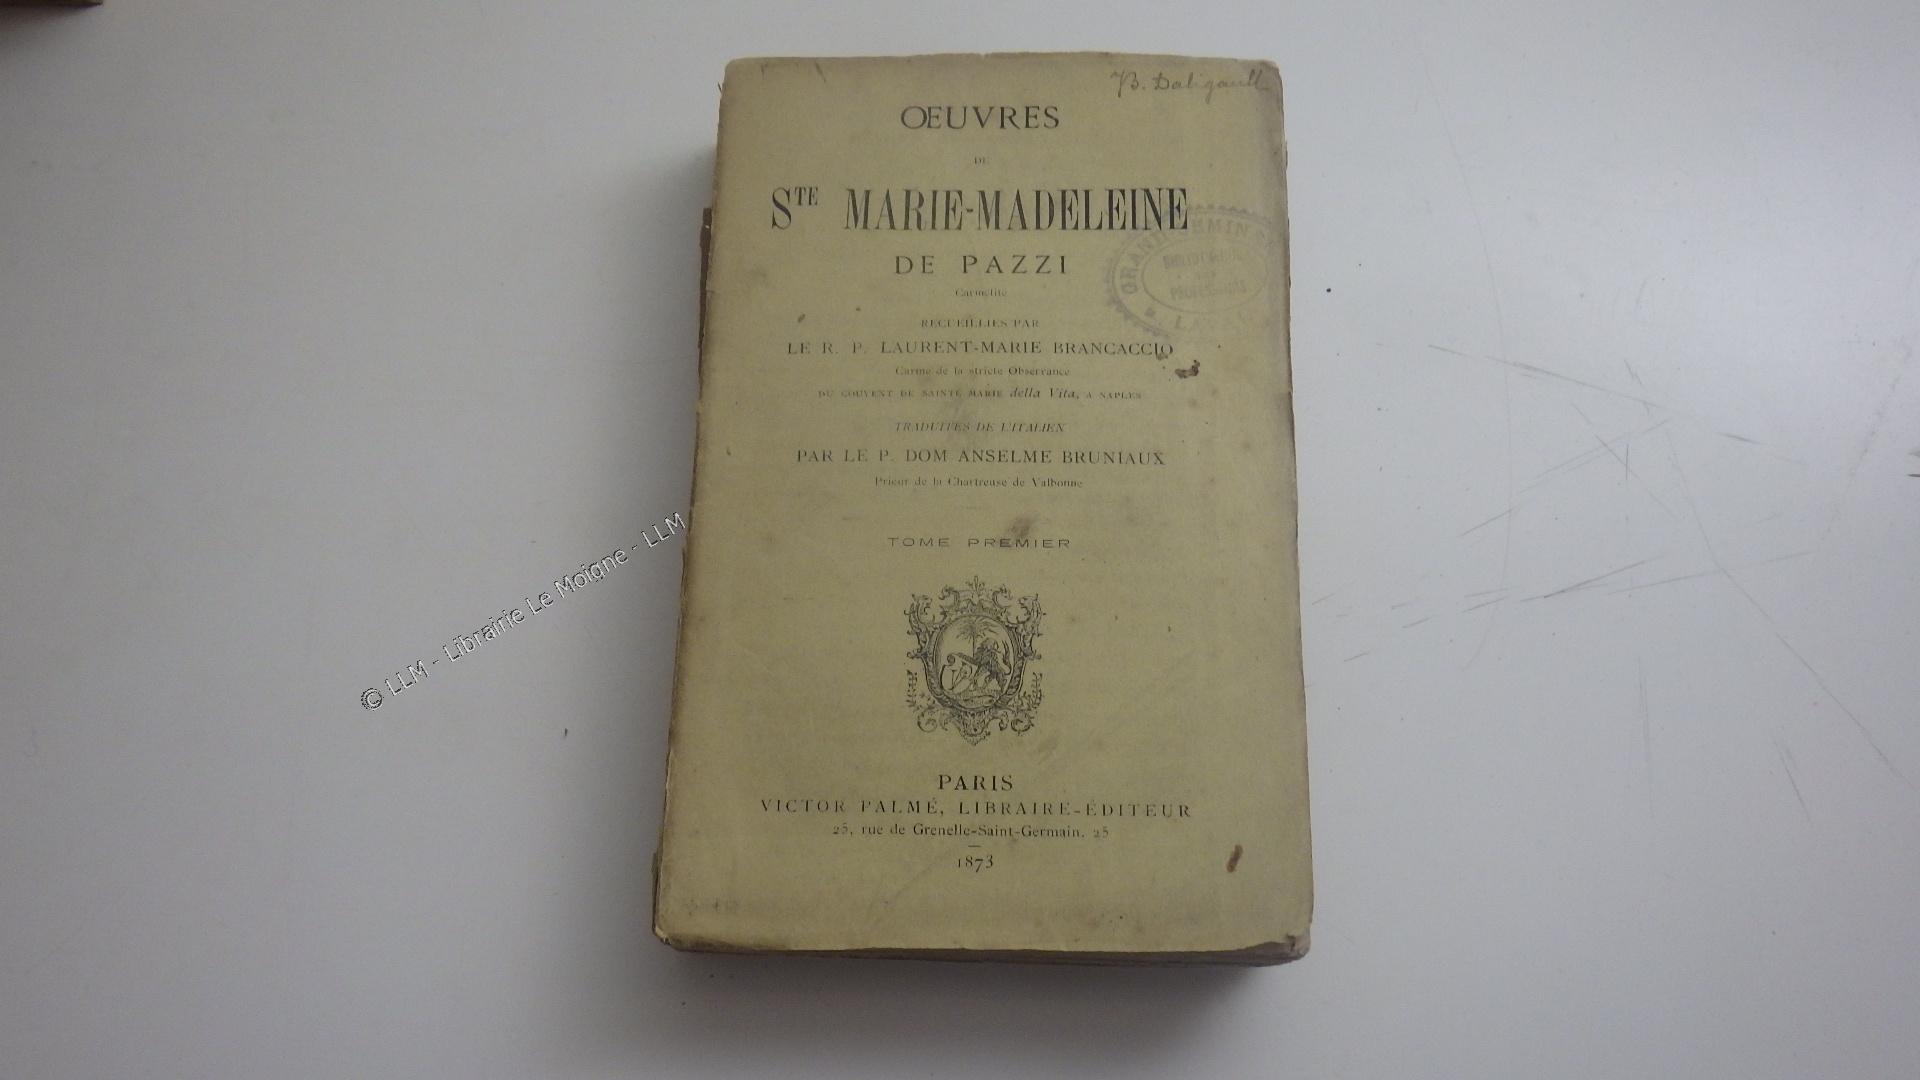 B. Daligault
OEUVRES
DE
STE MARIE-MADELEINE
DE PAZZI
Carmélite
RECUEILLIES PAR
LE R. P. LAURENT-MARIE BRANCACCIO
Carme de la stricte Observance
DU COUVENT DE SAINTE MARIE della Vita, A NAPLES
TRADUITES DE L'ITALIEN
PAR LE P. DOM ANSELME BRUNIAUX
Prieur de la Chartreuse de Valbonne
TOME PREMIER
PARIS
VICTOR PALMÉ, LIBRAIRE-ÉDITEUR
25, rue de Grenelle-Saint-Germain, 25
1873
GRAND
PROFESSEURS
© LLM - Librairie Le Moigne - LLM